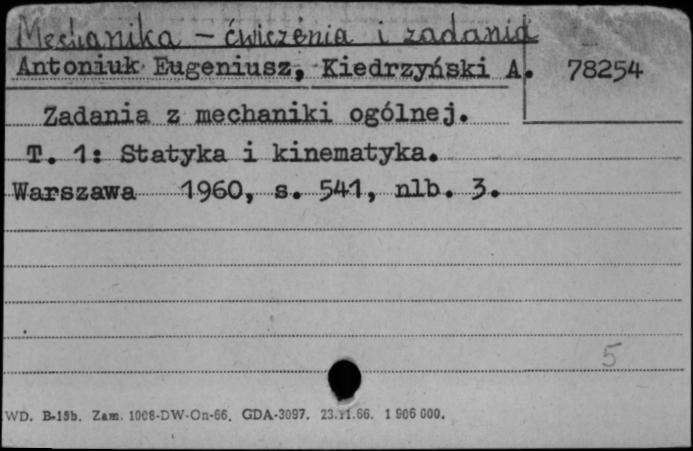 Mechanika - ćwiczenia i zadania
Antoniuk Eugeniusz, Kiedrzyński A. 78254
Zadania z mechaniki ogólnej.
T. 1: Statyka i kinematyka.
Warszawa 1960, s. 541, nlb. 3.
5
WD. B-15b. Zam. 1008-DW-On-66. GDA-3097. 23.11.66. 1 906 000.